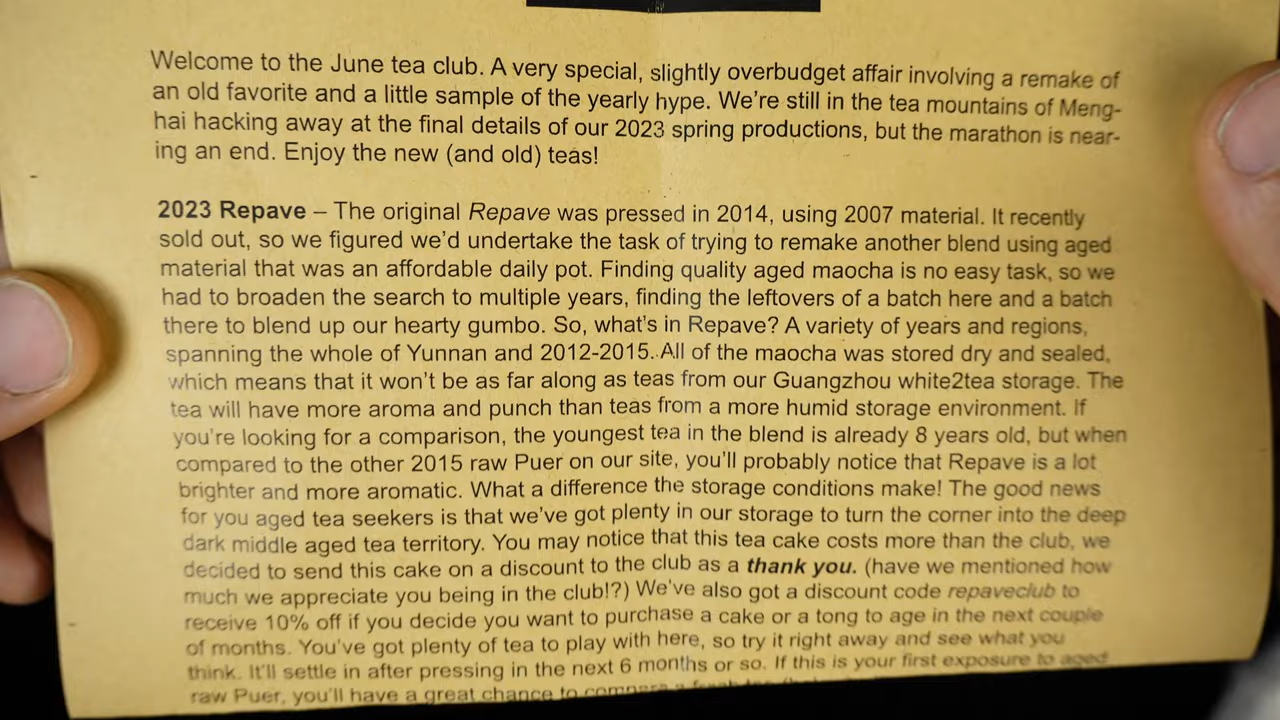 Welcome to the June tea club. A very special, slightly overbudget affair involving a remake of
an old favorite and a little sample of the yearly hype. We're still in the tea mountains of Meng-
hai hacking away at the final details of our 2023 spring productions, but the marathon is near-
ing an end. Enjoy the new (and old) teas!
2023 Repave – The original Repave was pressed in 2014, using 2007 material. It recently
sold out, so we figured we'd undertake the task of trying to remake another blend using aged
material that was an affordable daily pot. Finding quality aged maocha is no easy task, so we
had to broaden the search to multiple years, finding the leftovers of a batch here and a batch
there to blend up our hearty gumbo. So, what's in Repave? A variety of years and regions,
spanning the whole of Yunnan and 2012-2015. All of the maocha was stored dry and sealed,
which means that it won't be as far along as teas from our Guangzhou white2tea storage. The
tea will have more aroma and punch than teas from a more humid storage environment. If
you're looking for a comparison, the youngest tea in the blend is already 8 years old, but when
compared to the other 2015 raw Puer on our site, you'll probably notice that Repave is a lot
brighter and more aromatic. What a difference the storage conditions make! The good news
for you aged tea seekers is that we've got plenty in our storage to turn the corner into the deep
dark middle aged tea territory. You may notice that this tea cake costs more than the club, we
decided to send this cake on a discount to the club as a thank you. (have we mentioned how
much we appreciate you being in the club!?) We've also got a discount code repaveclub to
receive 10% off if you decide you want to purchase a cake or a tong to age in the next couple
of months. You've got plenty of tea to play with here, so try it right away and see what you
think. It'll settle in after pressing in the next 6 months or so. If this is your first exposure to aged
raw Puer, you'll have a great chance to compare a